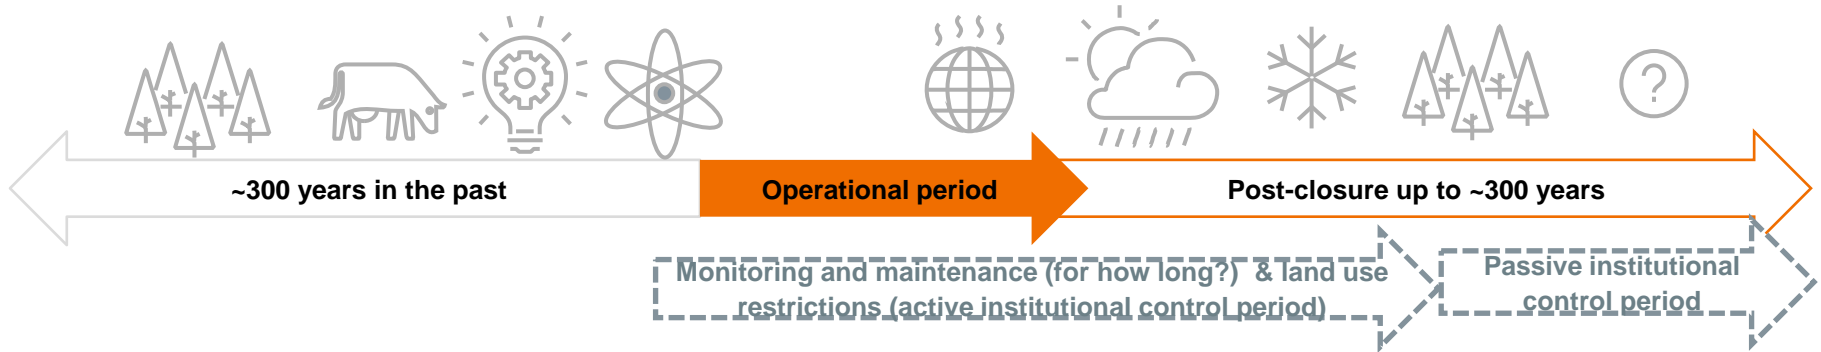 ?
~300 years in the past
Operational period
Post-closure up to ~300 years
Monitoring and maintenance (for how long?) & land use
restrictions (active institutional control period)
Passive institutional
control period